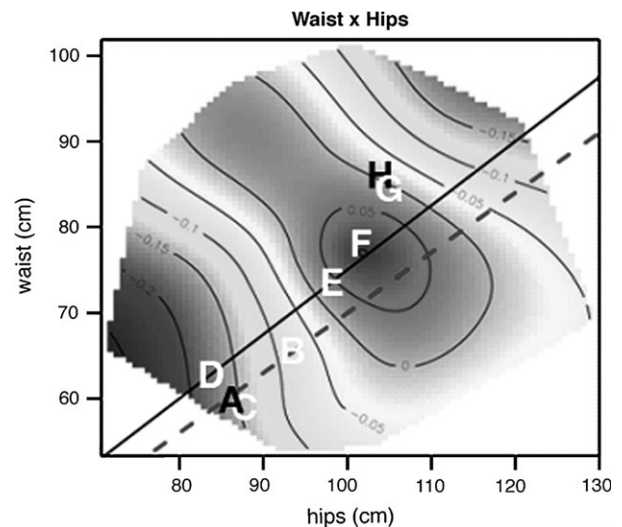 Waist x Hips
100
90
80
70
60
waist (cm)
-0.15
-0.1
-0.05
H
G
0.05
F
E
-0.1
-0.15
-0.2
B
D
A
C
0
-0.05
80 90 100 110 120 130
hips (cm)